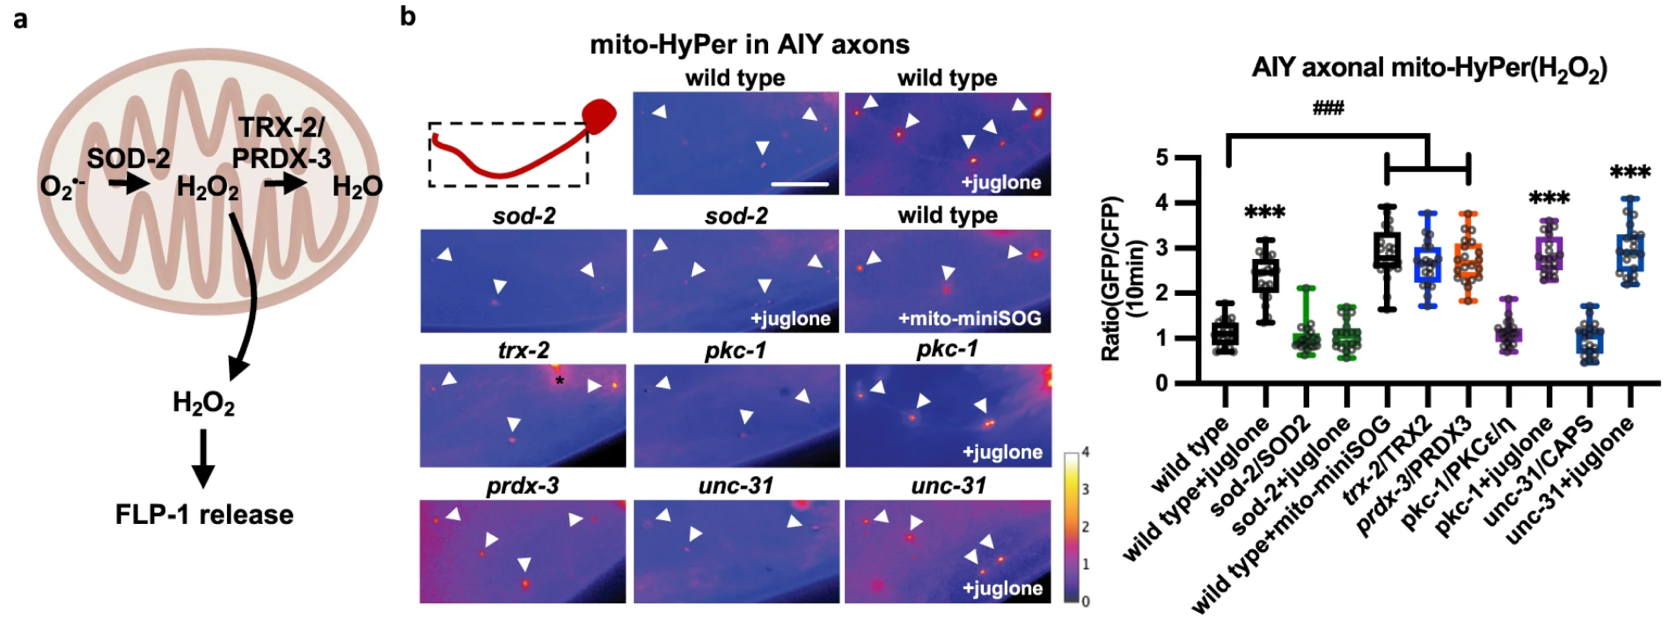 a
SOD-2
TRX-2/
PRDX-3
O₂•-
H₂O₂
H₂O
H₂O₂
FLP-1 release
b
mito-HyPer in AIY axons
wild type
wild type
+juglone
sod-2
sod-2
wild type
+juglone
+mito-miniSOG
trx-2
pkc-1
pkc-1
*
+juglone
prdx-3
unc-31
unc-31
+juglone
4
3
2
1
0
AIY axonal mito-HyPer(H₂O₂)
###
***
***
***
Ratio(GFP/CFP)
(10min)
5
4
3
2
1
0
wild type
wild type+juglone
sod-2/SOD2
sod-2+juglone
wild type+mito-miniSOG
trx-2/TRX2
prdx-3/PRDX3
pkc-1/PKCε/η
pkc-1+juglone
unc-31/CAPS
unc-31+juglone